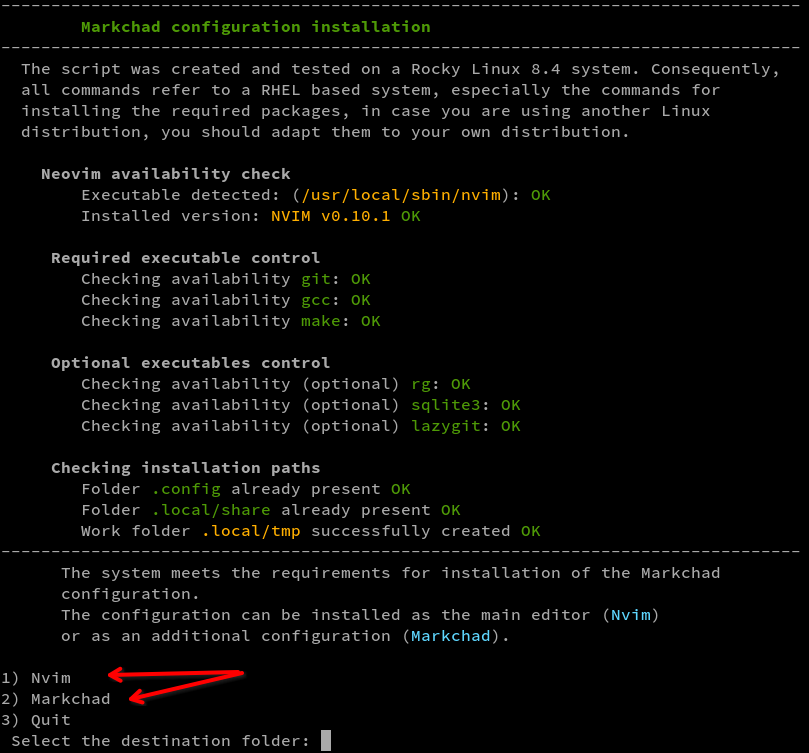 Markchad configuration installation
The script was created and tested on a Rocky Linux 8.4 system. Consequently,
all commands refer to a RHEL based system, especially the commands for
installing the required packages, in case you are using another Linux
distribution, you should adapt them to your own distribution.
Neovim availability check
Executable detected: (/usr/local/sbin/nvim): OK
Installed version: NVIM v0.10.1 OK
Required executable control
Checking availability git: OK
Checking availability gcc: OK
Checking availability make: OK
Optional executables control
Checking availability (optional) rg: OK
Checking availability (optional) sqlite3: OK
Checking availability (optional) lazygit: OK
Checking installation paths
Folder .config already present OK
Folder .local/share already present OK
Work folder .local/tmp successfully created OK
The system meets the requirements for installation of the Markchad
configuration.
The configuration can be installed as the main editor (Nvim)
or as an additional configuration (Markchad).
1) Nvim
2) Markchad
3) Quit
Select the destination folder: